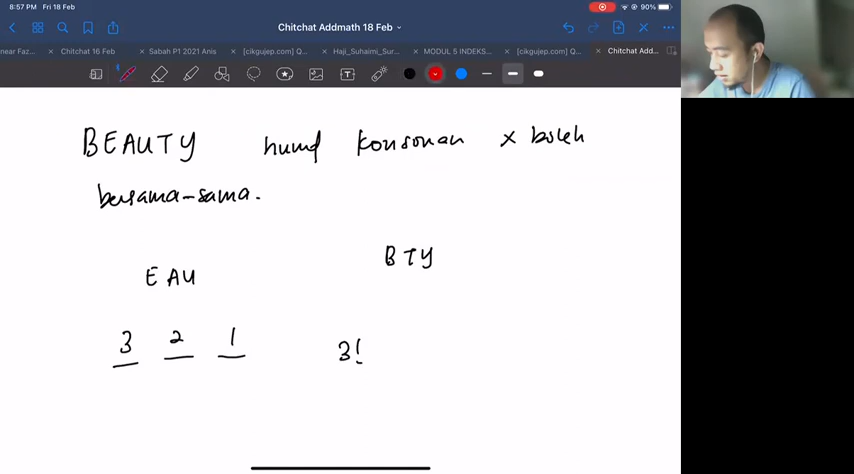 8:57 PM Fri 18 Feb
90%
Chitchat Addmath 18 Feb
near Faz...
Chitchat 16 Feb
Sabah P1 2021 Anis
[cikgujep.com] Q...
Haji_Suhaimi_Sur...
MODUL 5 INDEKS...
[cikgujep.com] Q...
Chitchat Add...
BEAUTY huruf konsonan x boleh
bersama-sama.
EAU BTY
3 2 1 3!